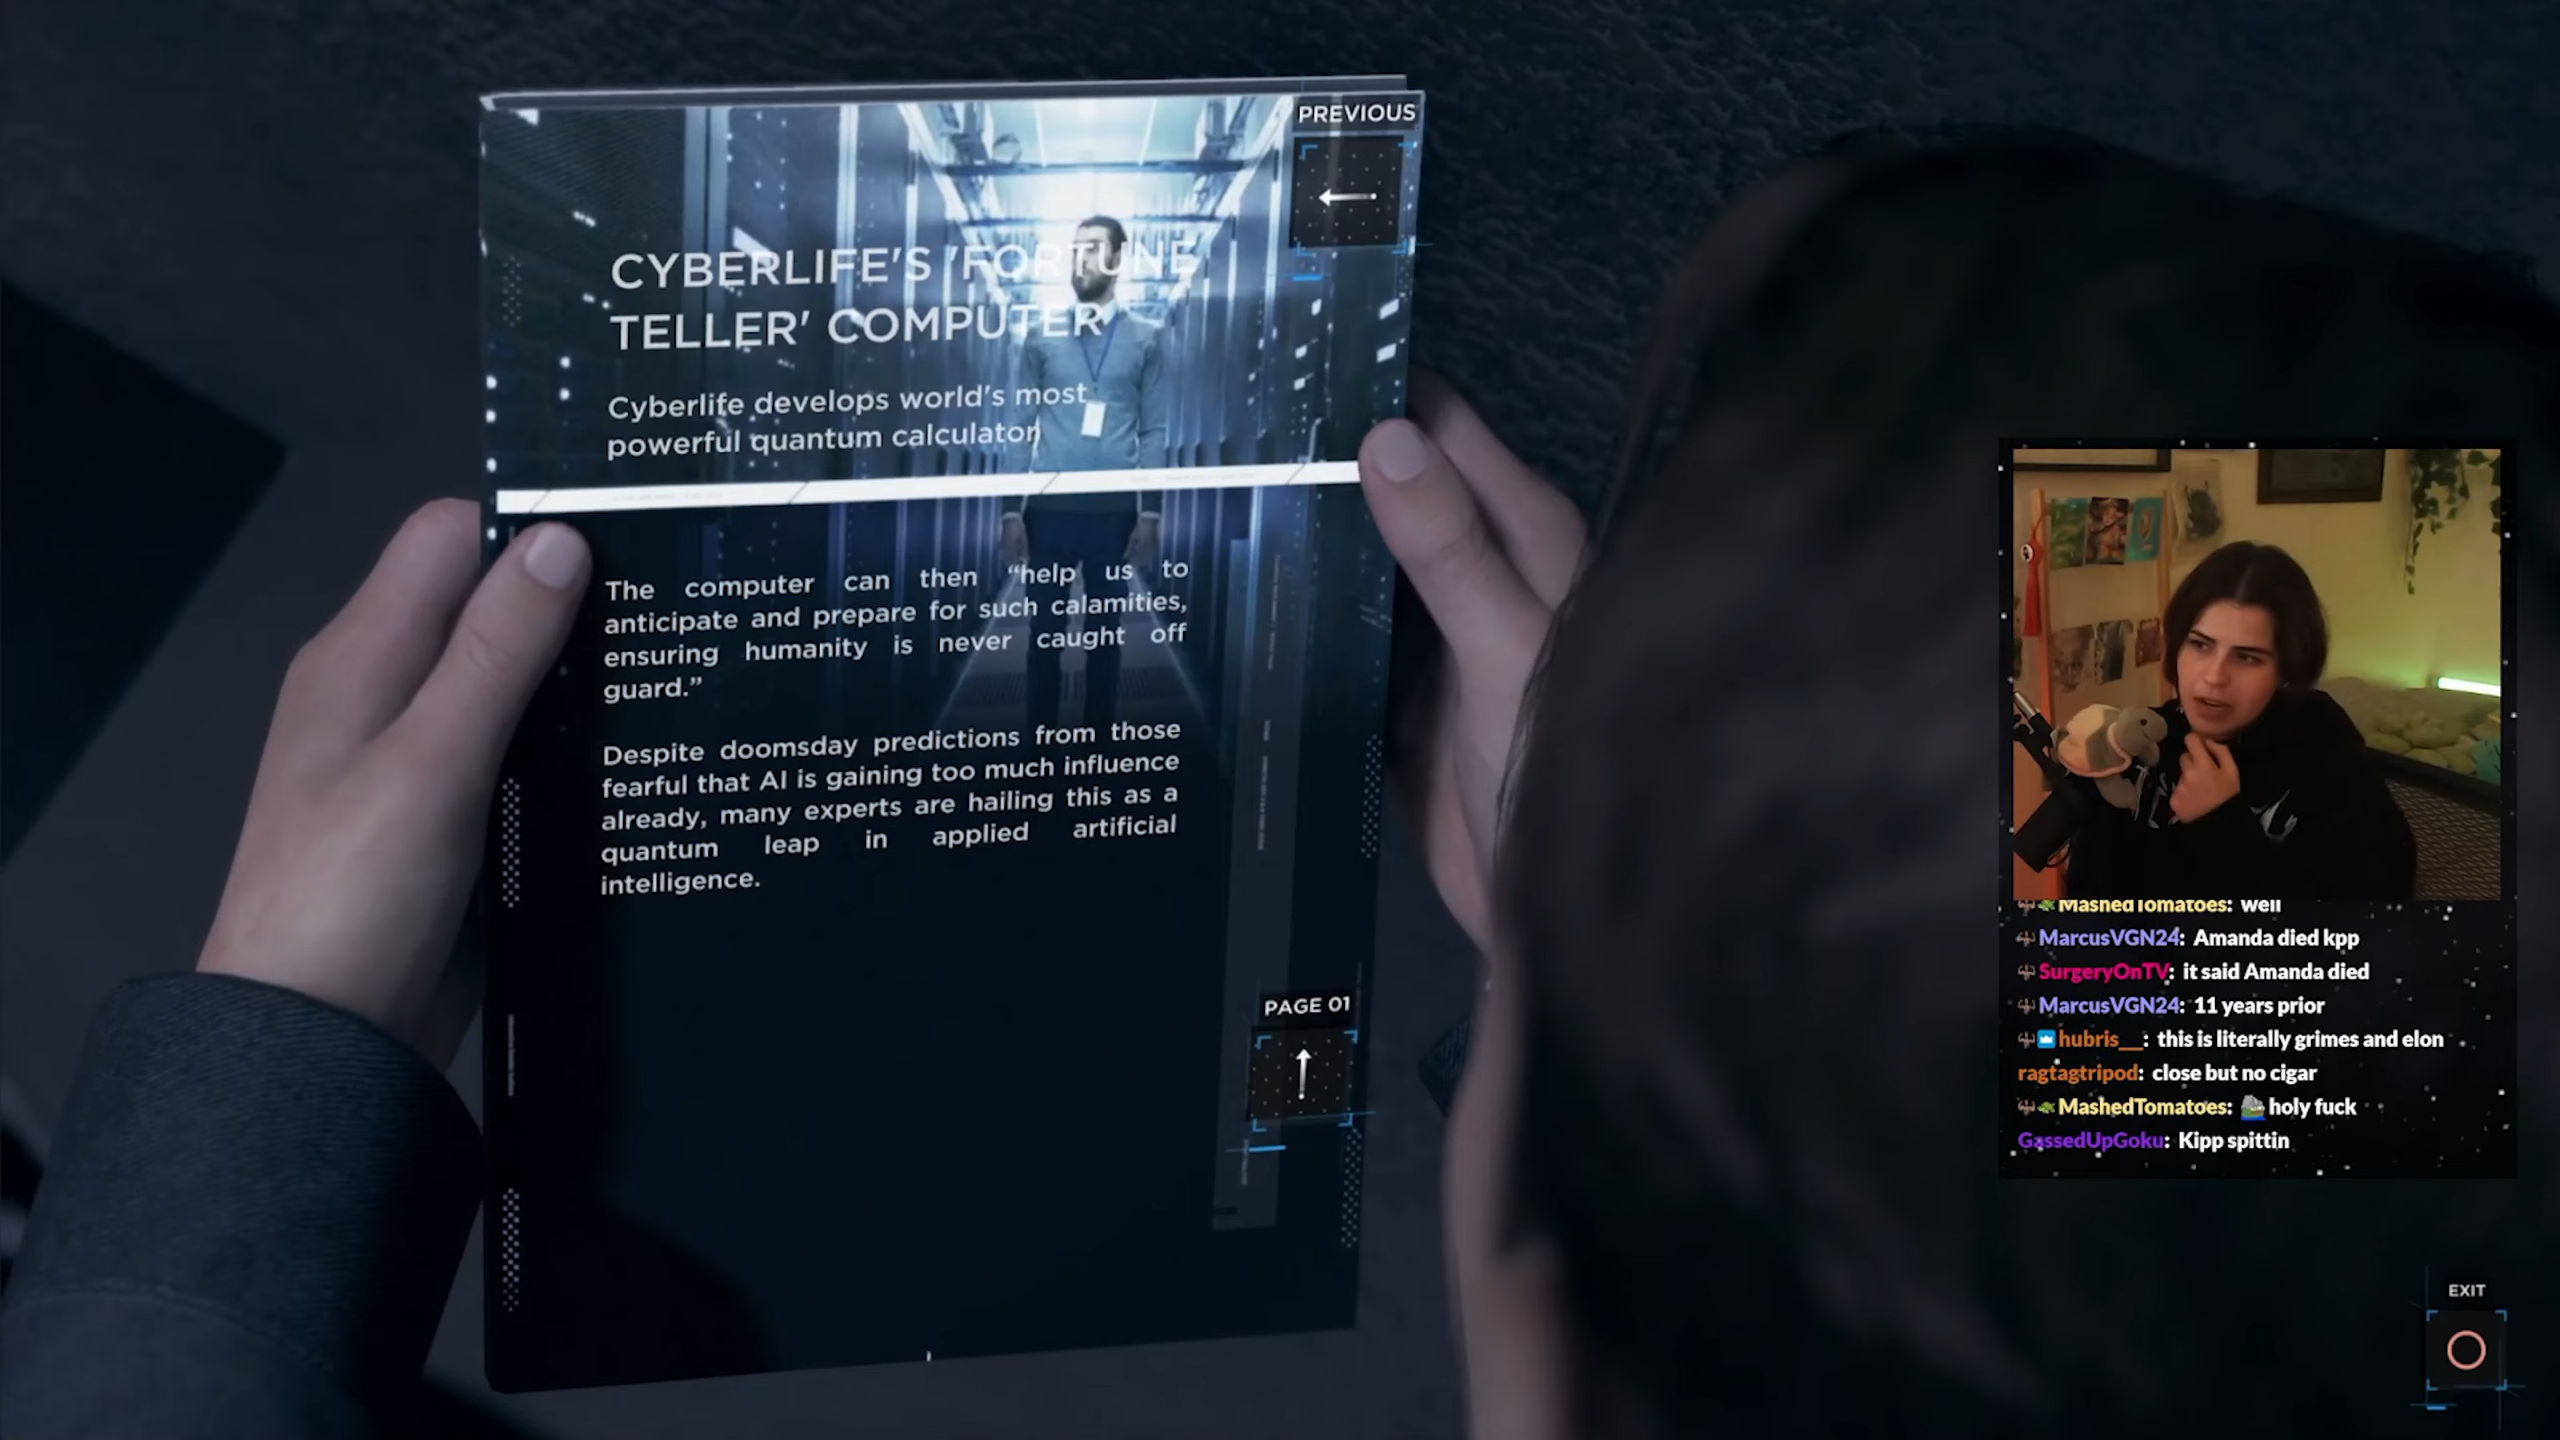 PREVIOUS
CYBERLIFE'S 'FORTUNE
TELLER' COMPUTER
Cyberlife develops world's most
powerful quantum calculator
The computer can then “help us to
anticipate and prepare for such calamities,
ensuring humanity is never caught off
guard.”
Despite doomsday predictions from those
fearful that AI is gaining too much influence
already, many experts are hailing this as a
quantum leap in applied artificial
intelligence.
PAGE 01
MashedTomatoes: well
MarcusVGN24: Amanda died kpp
SurgeryOnTV: it said Amanda died
MarcusVGN24: 11 years prior
hubris__: this is literally grimes and elon
ragtagtripod: close but no cigar
MashedTomatoes: holy fuck
GassedUpGoku: Kipp spittin
EXIT